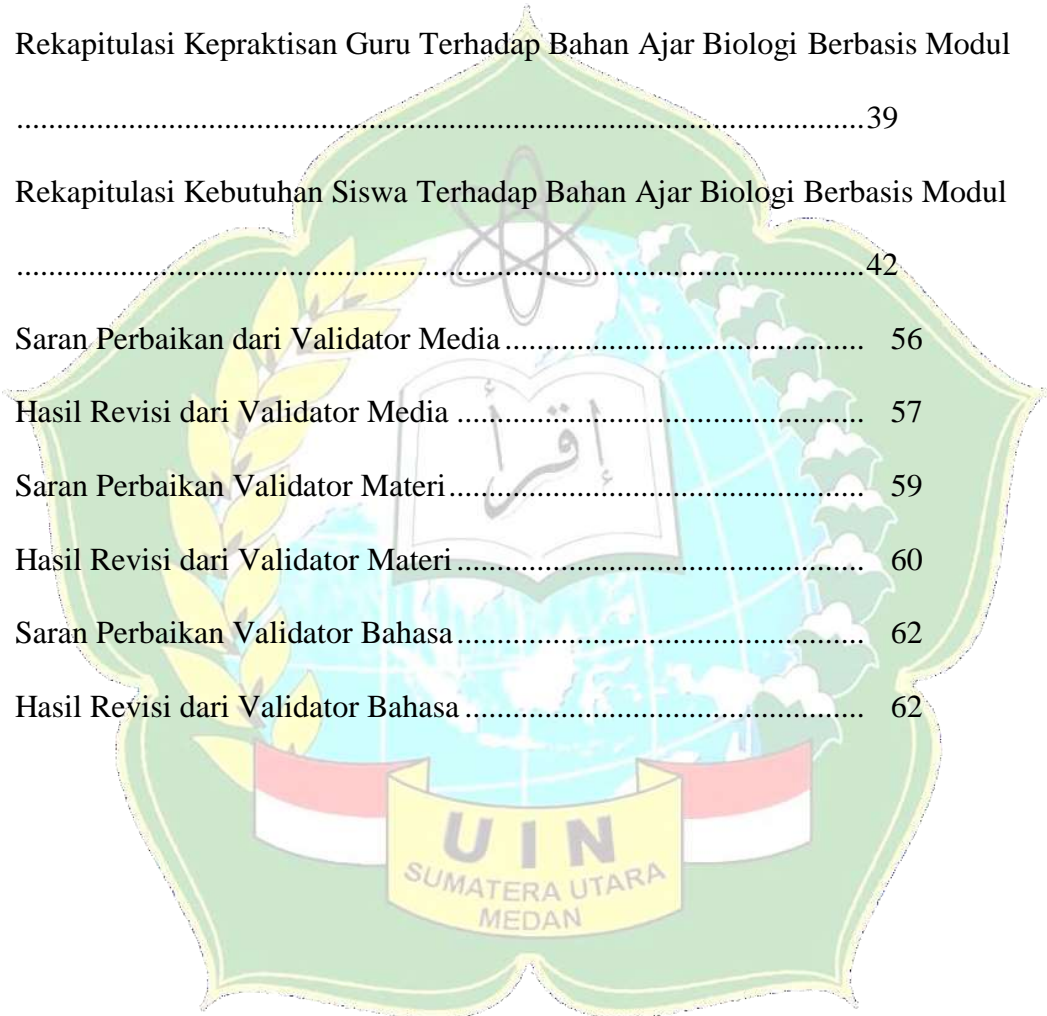 Rekapitulasi Kepraktisan Guru Terhadap Bahan Ajar Biologi Berbasis Modul
.........................................................................................................39
Rekapitulasi Kebutuhan Siswa Terhadap Bahan Ajar Biologi Berbasis Modul
.........................................................................................................42
Saran Perbaikan dari Validator Media ............................................. 56
Hasil Revisi dari Validator Media ................................................... 57
إقرأ
Saran Perbaikan Validator Materi .................................................... 59
Hasil Revisi dari Validator Materi ................................................... 60
Saran Perbaikan Validator Bahasa ................................................... 62
Hasil Revisi dari Validator Bahasa .................................................. 62
UIN
SUMATERA UTARA
MEDAN